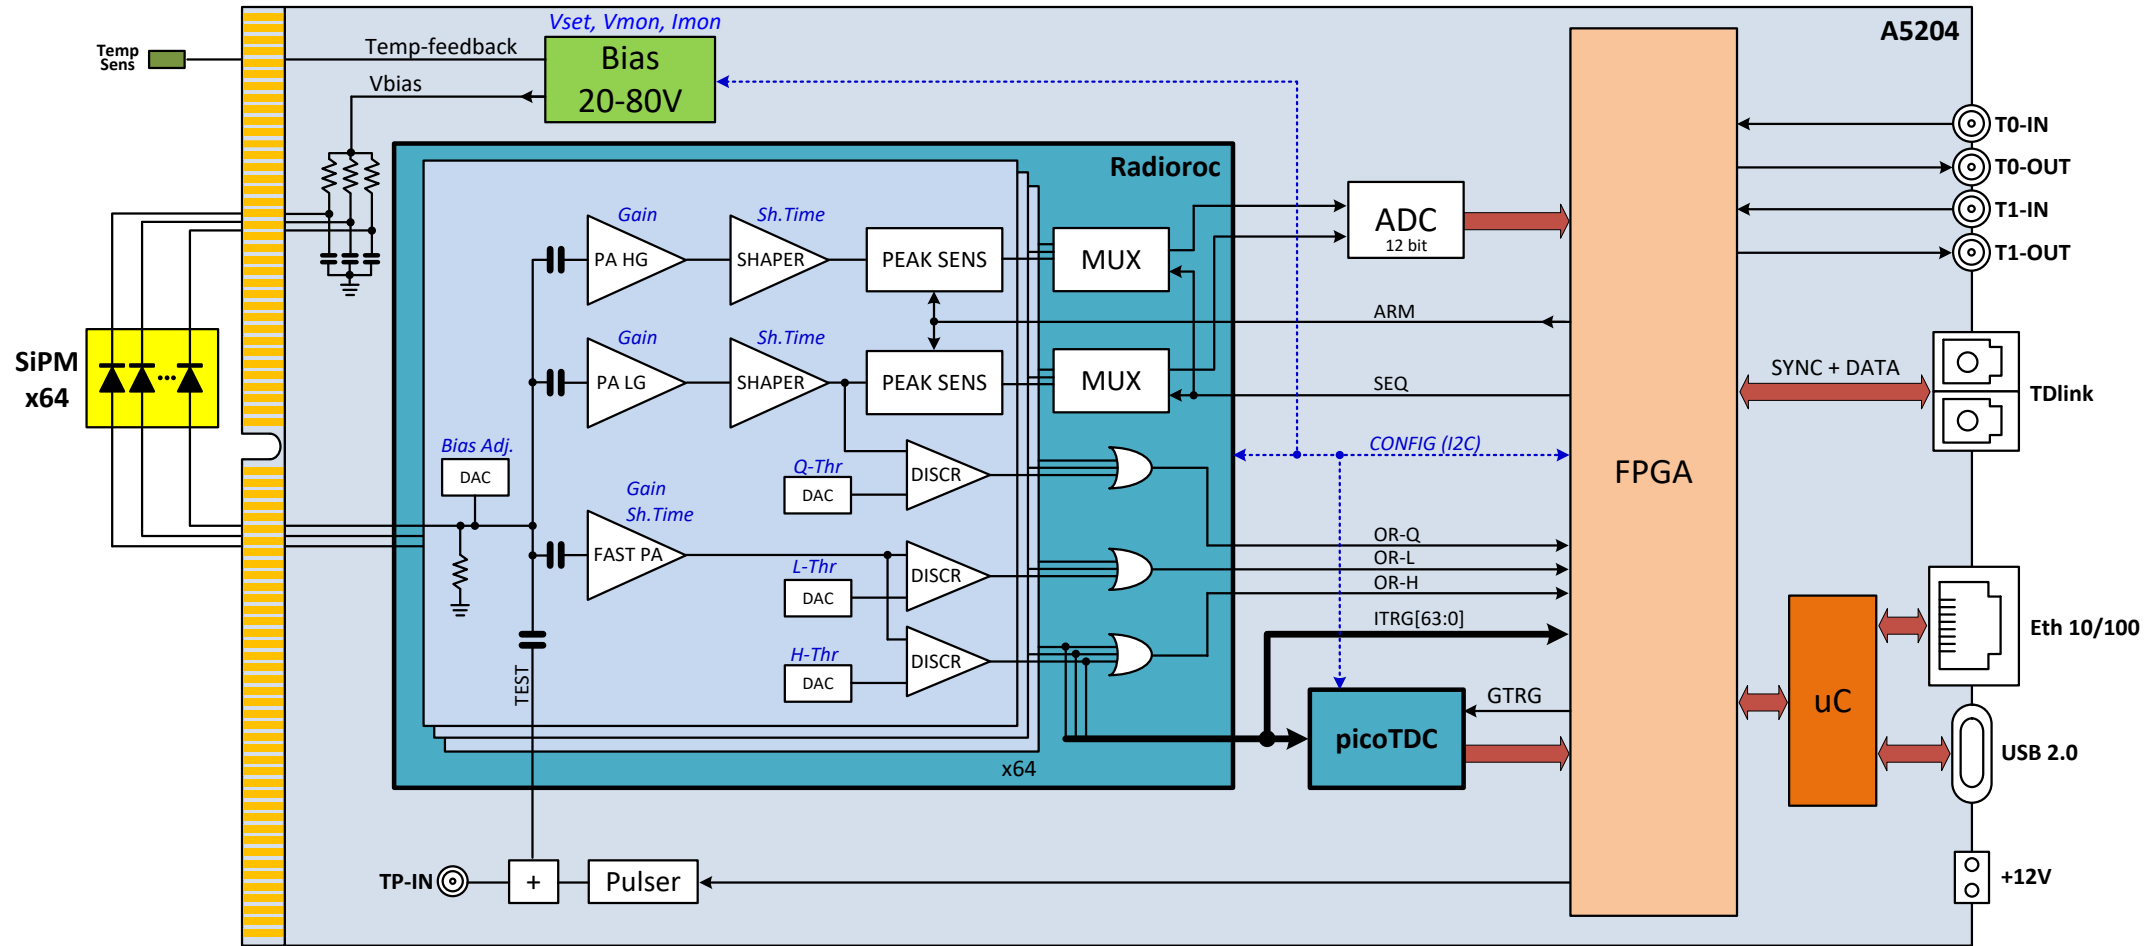 Vset, Vmon, Imon
A5204
Temp
Sens
Temp-feedback
Bias
20-80V
Vbias
T0-IN
T0-OUT
T1-IN
T1-OUT
Radioroc
Gain
Sh.Time
PA HG
SHAPER
PEAK SENS
MUX
ADC
12 bit
ARM
Gain
Sh.Time
PA LG
SHAPER
PEAK SENS
MUX
SEQ
SiPM
x64
...
SYNC + DATA
TDlink
Bias Adj.
DAC
Q-Thr
DAC
DISCR
CONFIG (I2C)
FPGA
Gain
Sh.Time
FAST PA
L-Thr
DAC
DISCR
OR-Q
OR-L
OR-H
ITRG[63:0]
H-Thr
DAC
DISCR
TEST
GTRG
picoTDC
uC
Eth 10/100
USB 2.0
x64
TP-IN
+
Pulser
+12V